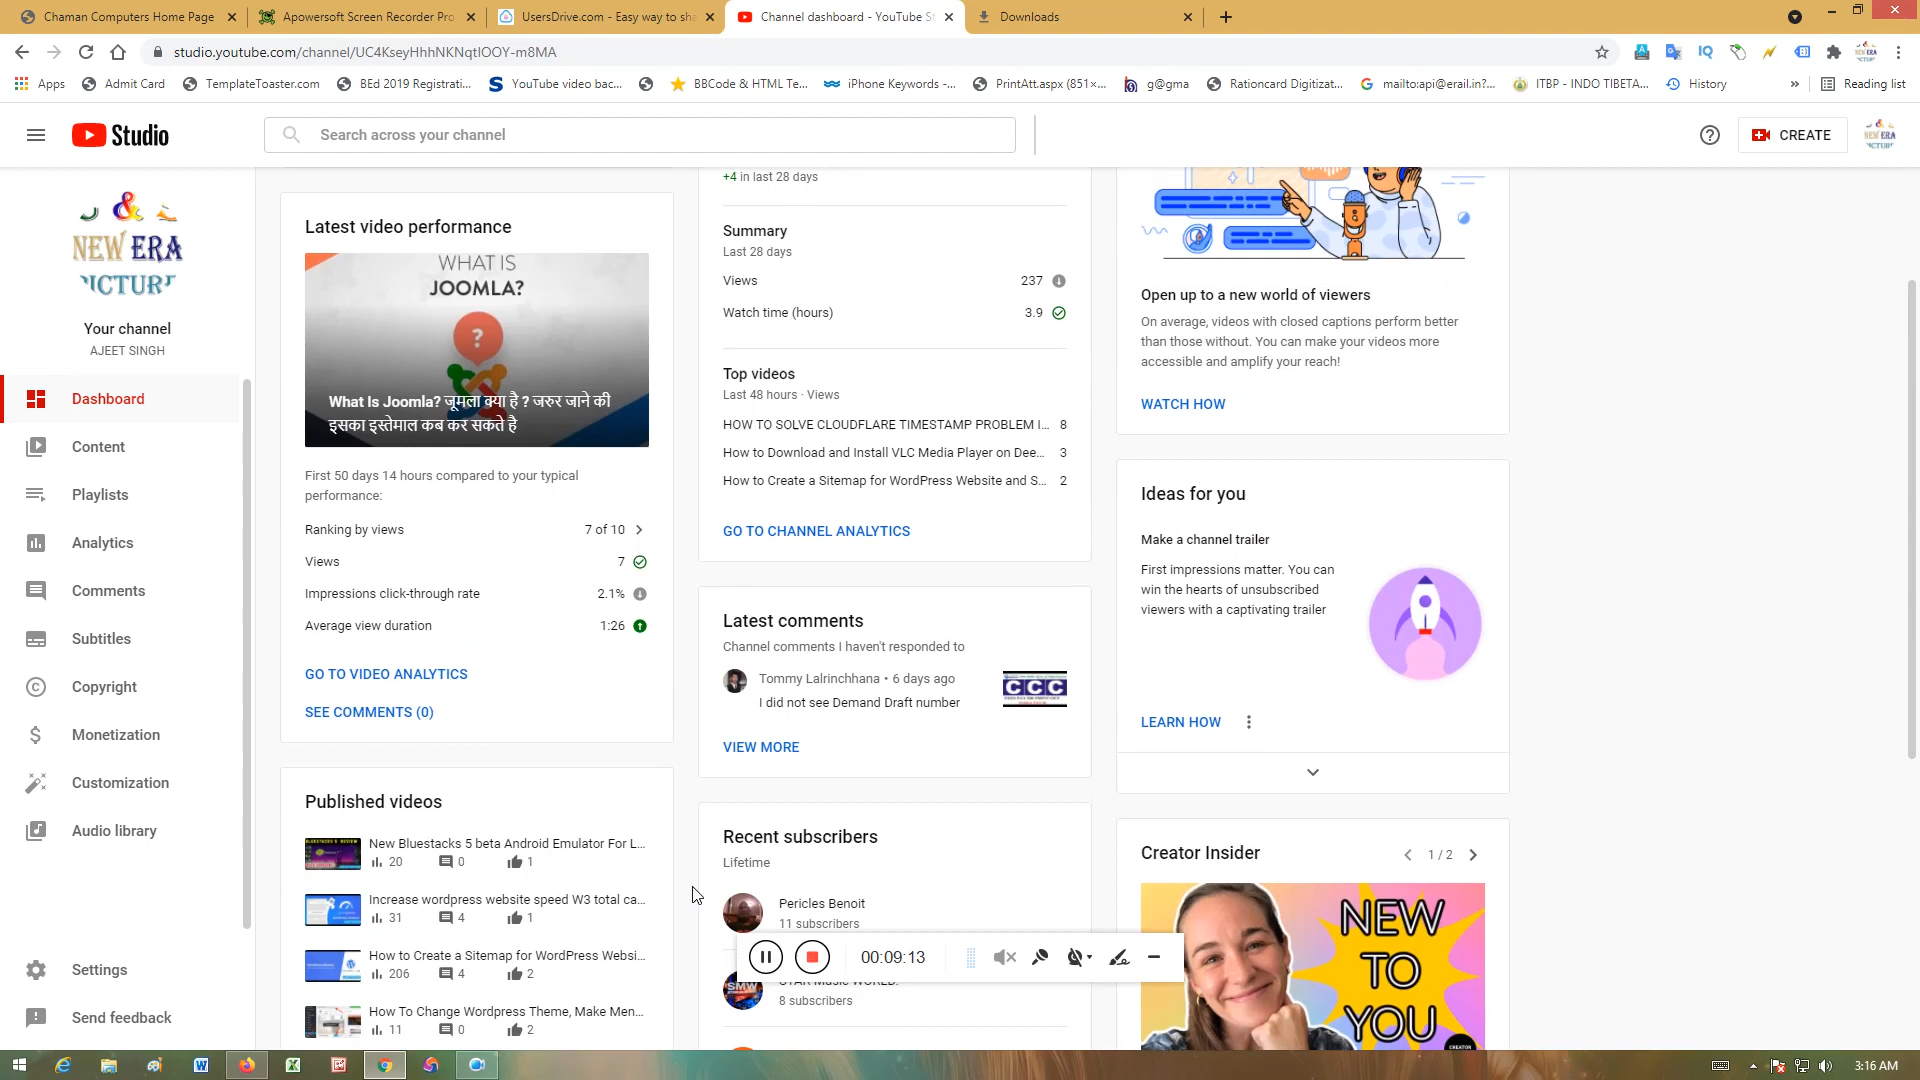 Chaman Computers Home Page
Apowersoft Screen Recorder Pro
UsersDrive.com - Easy way to sha
Channel dashboard - YouTube St
Downloads
studio.youtube.com/channel/UC4KseyHhhNKNqtlOOY-m8MA
Apps
Admit Card
TemplateToaster.com
BEd 2019 Registrati...
YouTube video bac...
BBCode & HTML Te...
iPhone Keywords -...
PrintAtt.aspx (851×...
g@gma
Rationcard Digitizat...
mailto:api@erail.in?...
ITBP - INDO TIBETA...
History
»
Reading list
Studio
Search across your channel
CREATE
&
NEW ERA
PICTUR
Your channel
AJEET SINGH
Dashboard
Content
Playlists
Analytics
Comments
Subtitles
Copyright
Monetization
Customization
Audio library
Settings
Send feedback
Latest video performance
WHAT IS
JOOMLA?
?
What Is Joomla? जूमला क्या है ? जरुर जाने की
इसका इस्तेमाल कब कर सकते है
First 50 days 14 hours compared to your typical
performance:
Ranking by views 7 of 10
Views 7
Impressions click-through rate 2.1%
Average view duration 1:26
GO TO VIDEO ANALYTICS
SEE COMMENTS (0)
Published videos
New Bluestacks 5 beta Android Emulator For L...
20 0 1
Increase wordpress website speed W3 total ca...
31 4 1
How to Create a Sitemap for WordPress Websi...
206 4 2
How To Change Wordpress Theme, Make Men...
11 0 2
+4 in last 28 days
Summary
Last 28 days
Views 237
Watch time (hours) 3.9
Top videos
Last 48 hours · Views
HOW TO SOLVE CLOUDFLARE TIMESTAMP PROBLEM I... 8
How to Download and Install VLC Media Player on Dee... 3
How to Create a Sitemap for WordPress Website and S... 2
GO TO CHANNEL ANALYTICS
Latest comments
Channel comments I haven't responded to
Tommy Lalrinchhana • 6 days ago
I did not see Demand Draft number
CCC
VIEW MORE
Recent subscribers
Lifetime
Pericles Benoit
11 subscribers
00:09:13
SMW
STAR Music WORLD.
8 subscribers
Open up to a new world of viewers
On average, videos with closed captions perform better
than those without. You can make your videos more
accessible and amplify your reach!
WATCH HOW
Ideas for you
Make a channel trailer
First impressions matter. You can
win the hearts of unsubscribed
viewers with a captivating trailer
LEARN HOW
Creator Insider
1 / 2
NEW
TO
YOU
CREATOR
3:16 AM